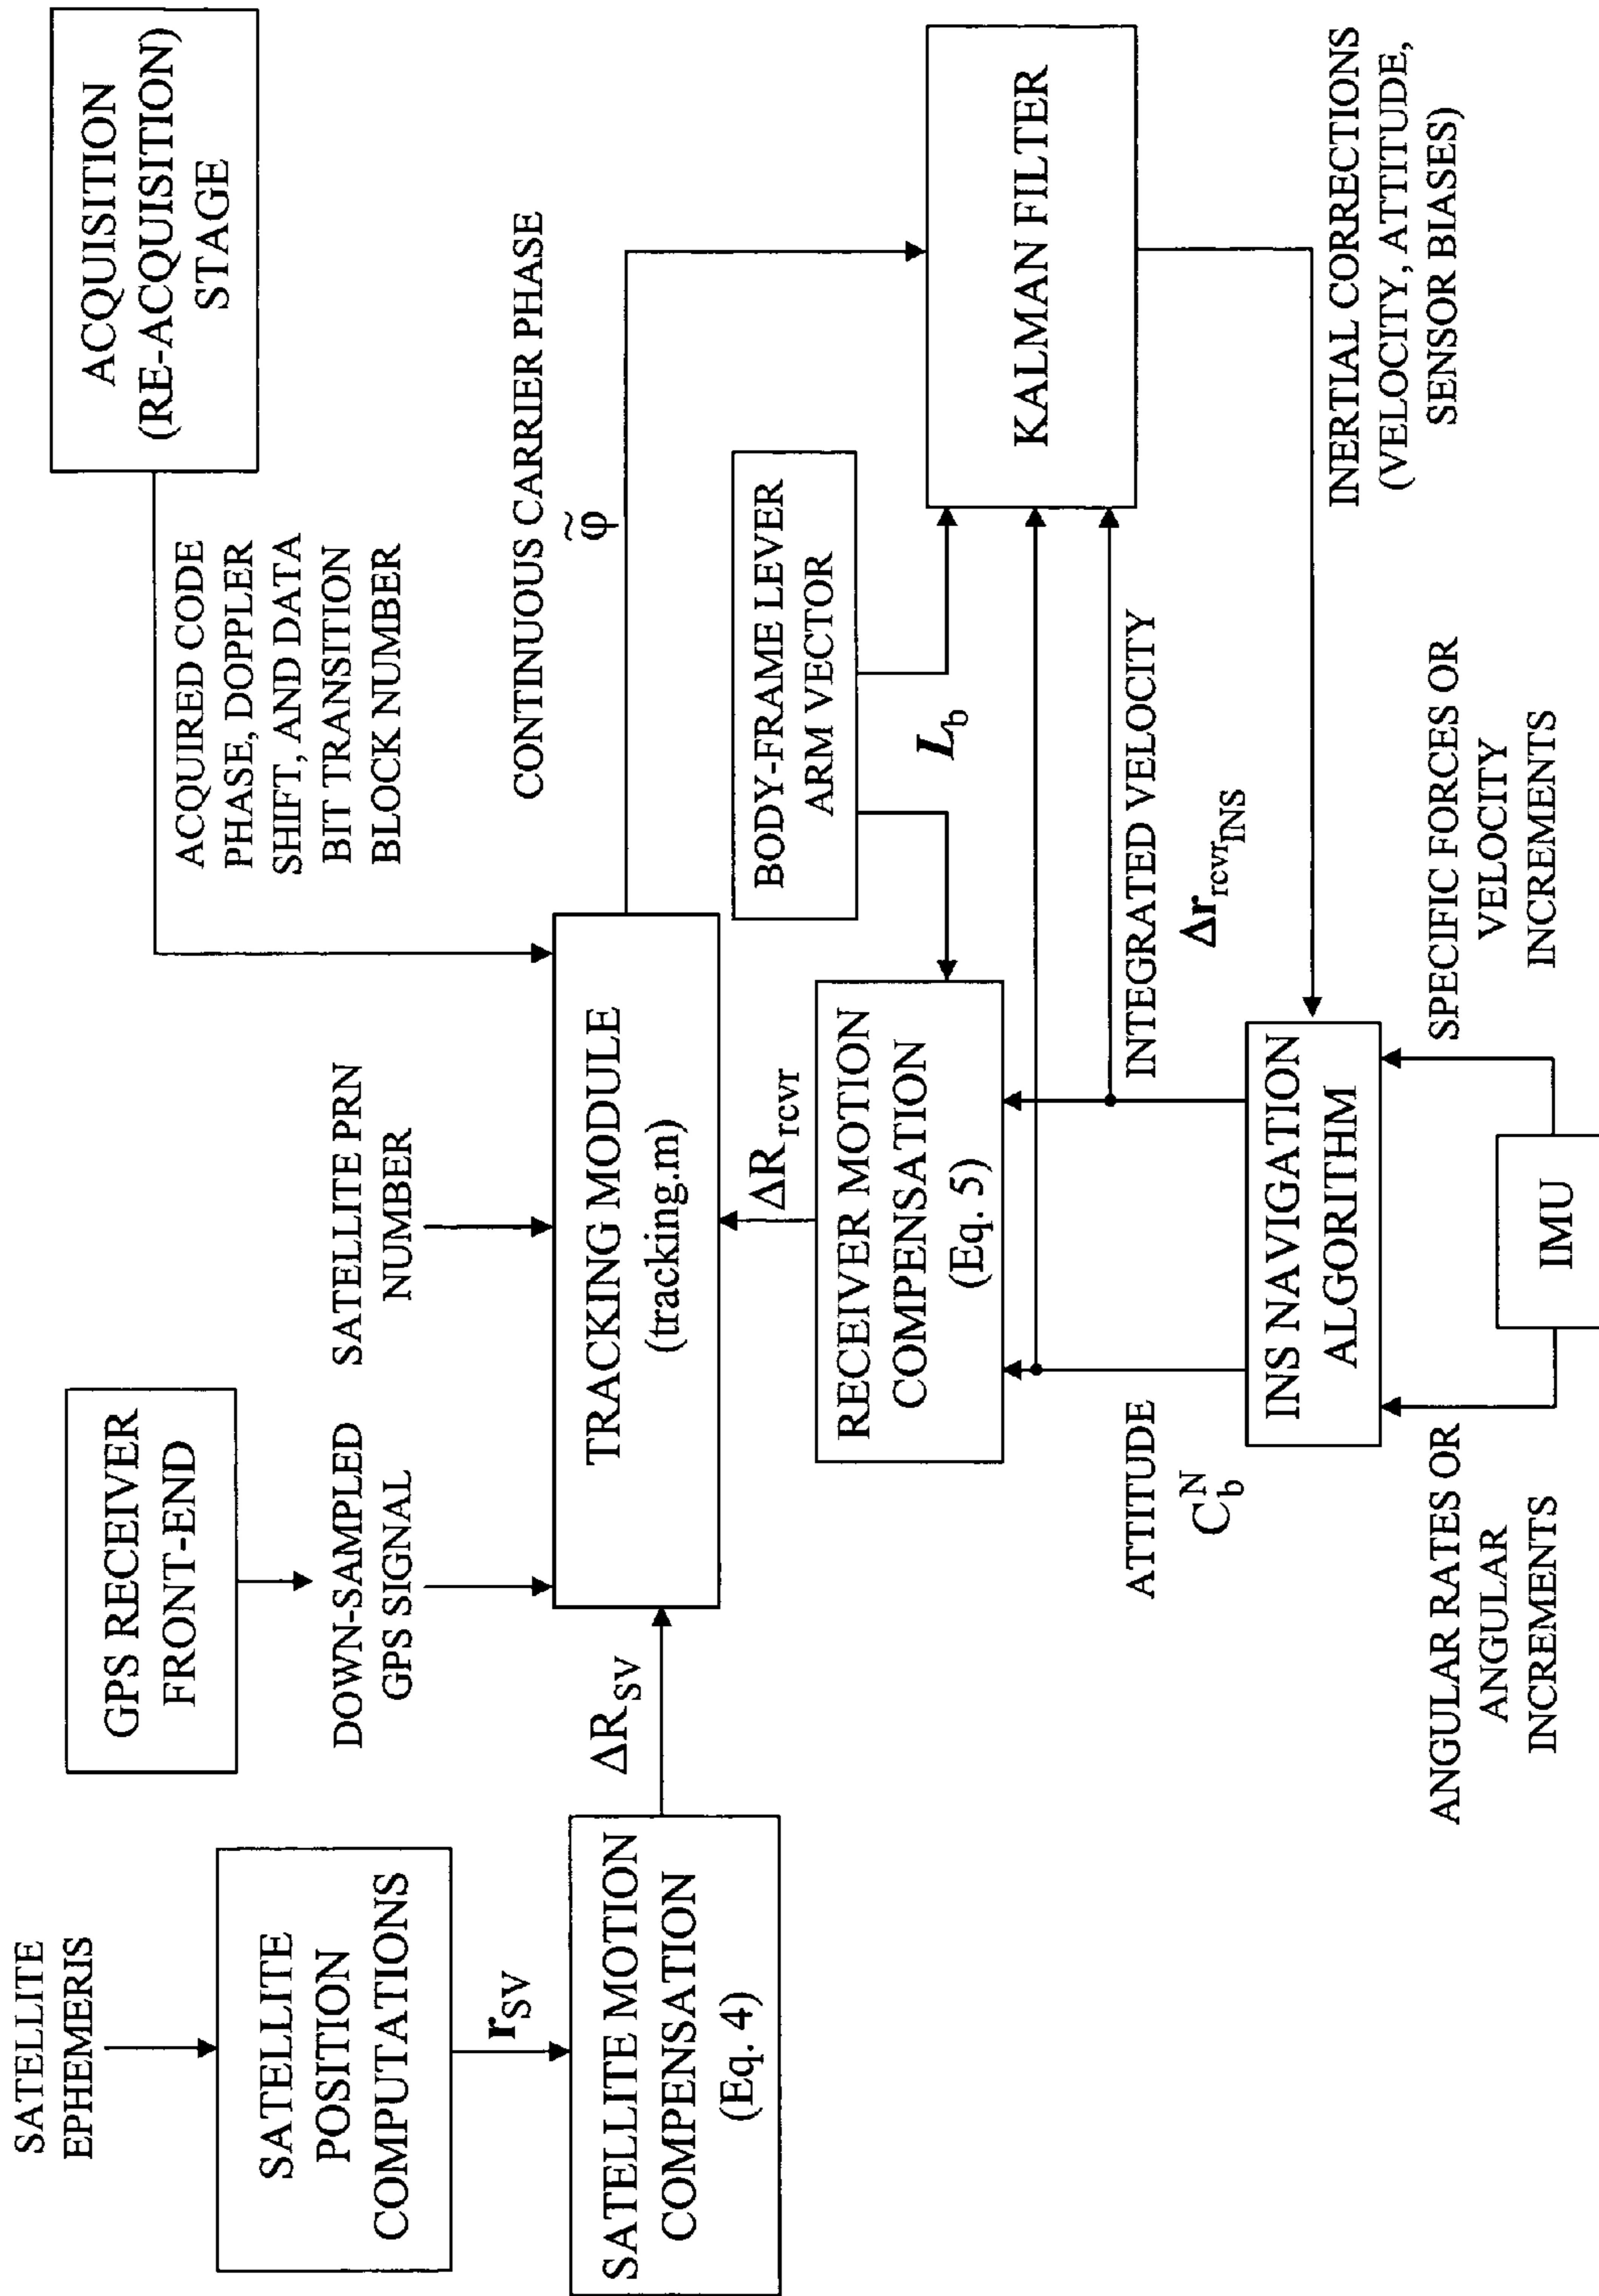 SATELLITE
EPHEMERIS
SATELLITE
POSITION
COMPUTATIONS
r_SV
SATELLITE MOTION
COMPENSATION
(Eq. 4)
ΔR_SV
GPS RECEIVER
FRONT-END
DOWN-SAMPLED
GPS SIGNAL
SATELLITE PRN
NUMBER
ACQUISITION
(RE-ACQUISITION)
STAGE
ACQUIRED CODE
PHASE, DOPPLER
SHIFT, AND DATA
BIT TRANSITION
BLOCK NUMBER
TRACKING MODULE
(tracking.m)
CONTINUOUS CARRIER PHASE
φ̃
ΔR_rcvr
RECEIVER MOTION
COMPENSATION
(Eq. 5)
BODY-FRAME LEVER
ARM VECTOR
L_b
KALMAN FILTER
ATTITUDE
C_b^N
INTEGRATED VELOCITY
Δr_rcvr_INS
INS NAVIGATION
ALGORITHM
INERTIAL CORRECTIONS
(VELOCITY, ATTITUDE,
SENSOR BIASES)
ANGULAR RATES OR
ANGULAR
INCREMENTS
IMU
SPECIFIC FORCES OR
VELOCITY
INCREMENTS